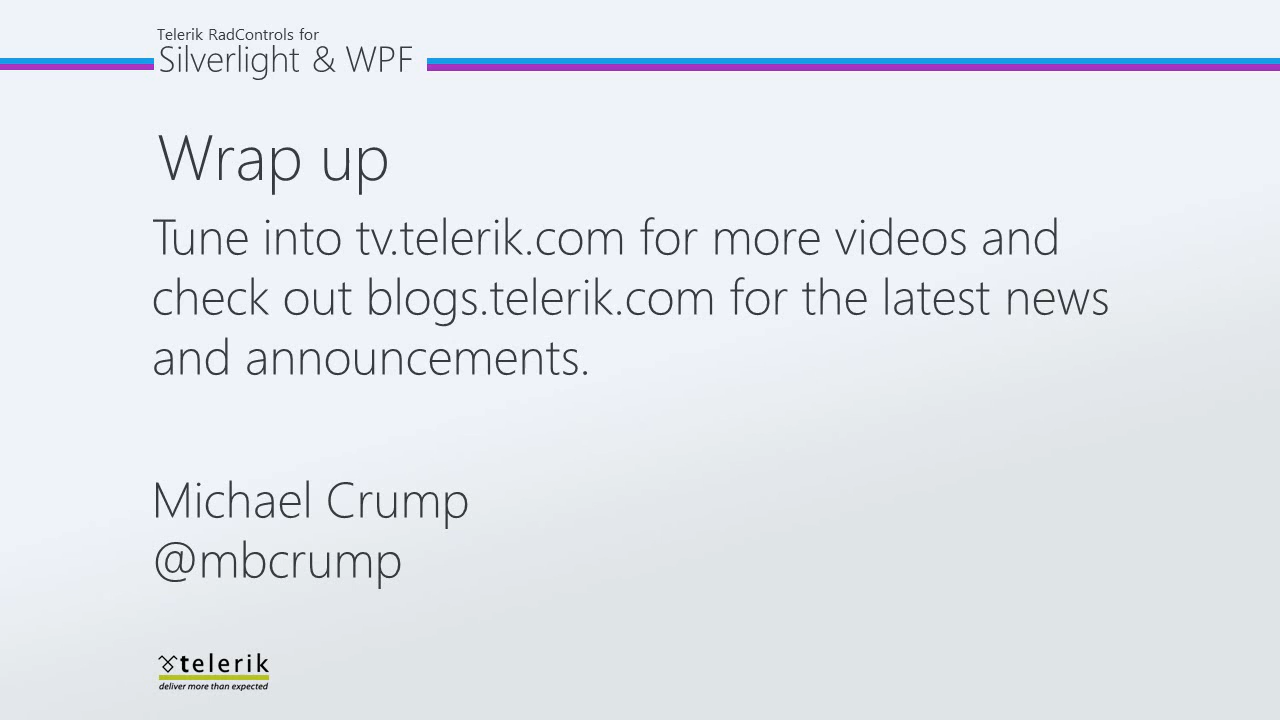 Telerik RadControls for
Silverlight & WPF
Wrap up
Tune into tv.telerik.com for more videos and
check out blogs.telerik.com for the latest news
and announcements.
Michael Crump
@mbcrump
telerik
deliver more than expected